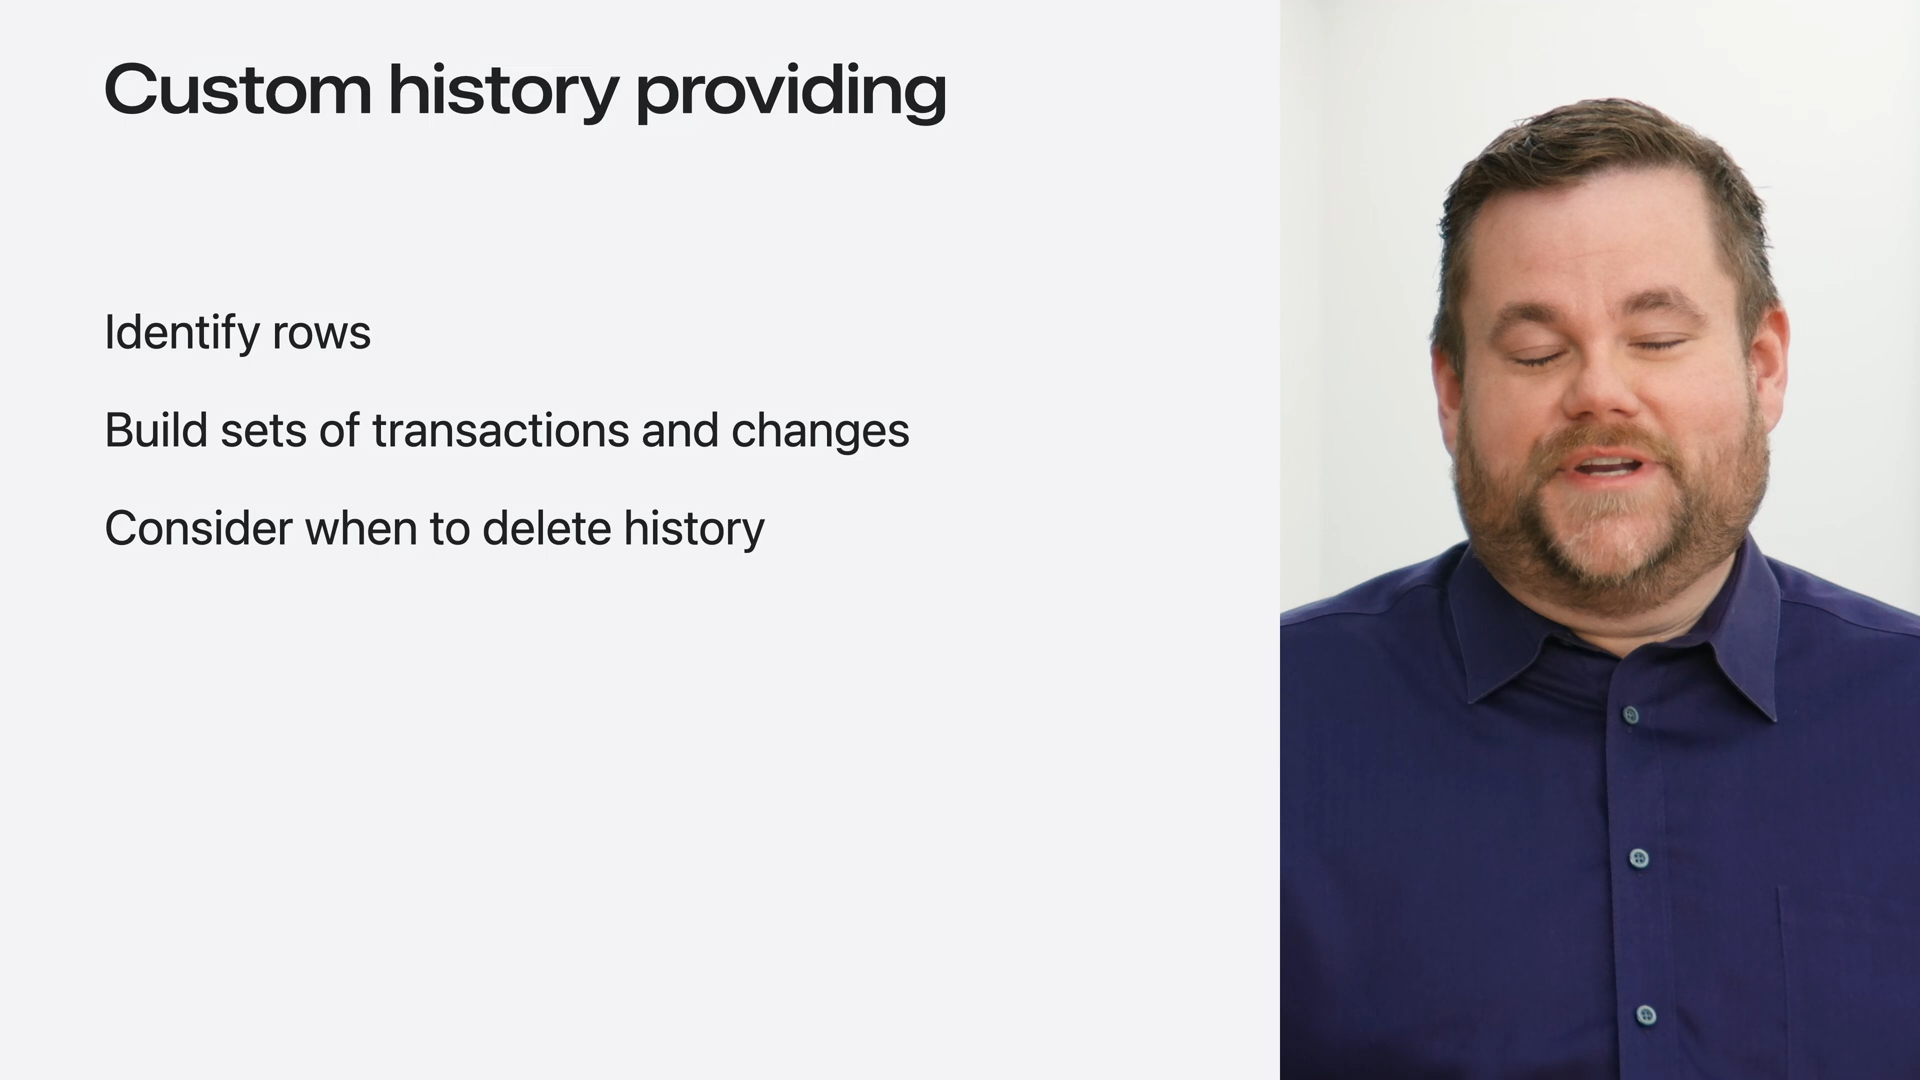 Custom history providing
Identify rows
Build sets of transactions and changes
Consider when to delete history